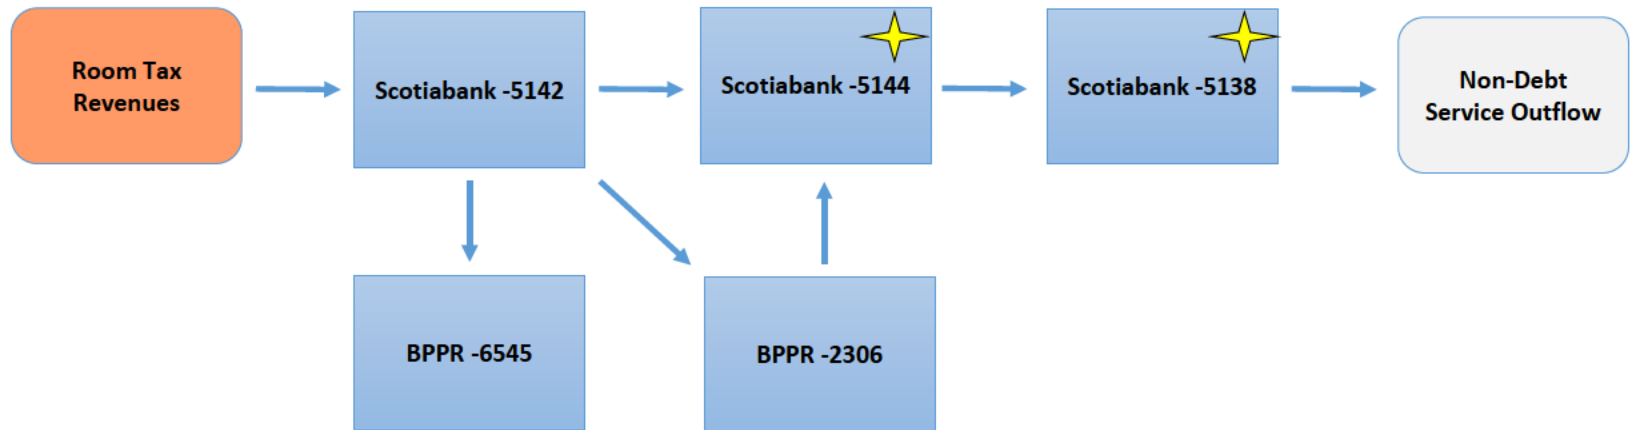 Room Tax
Revenues
Scotiabank -5142
Scotiabank -5144
Scotiabank -5138
Non-Debt
Service Outflow
BPPR -6545
BPPR -2306